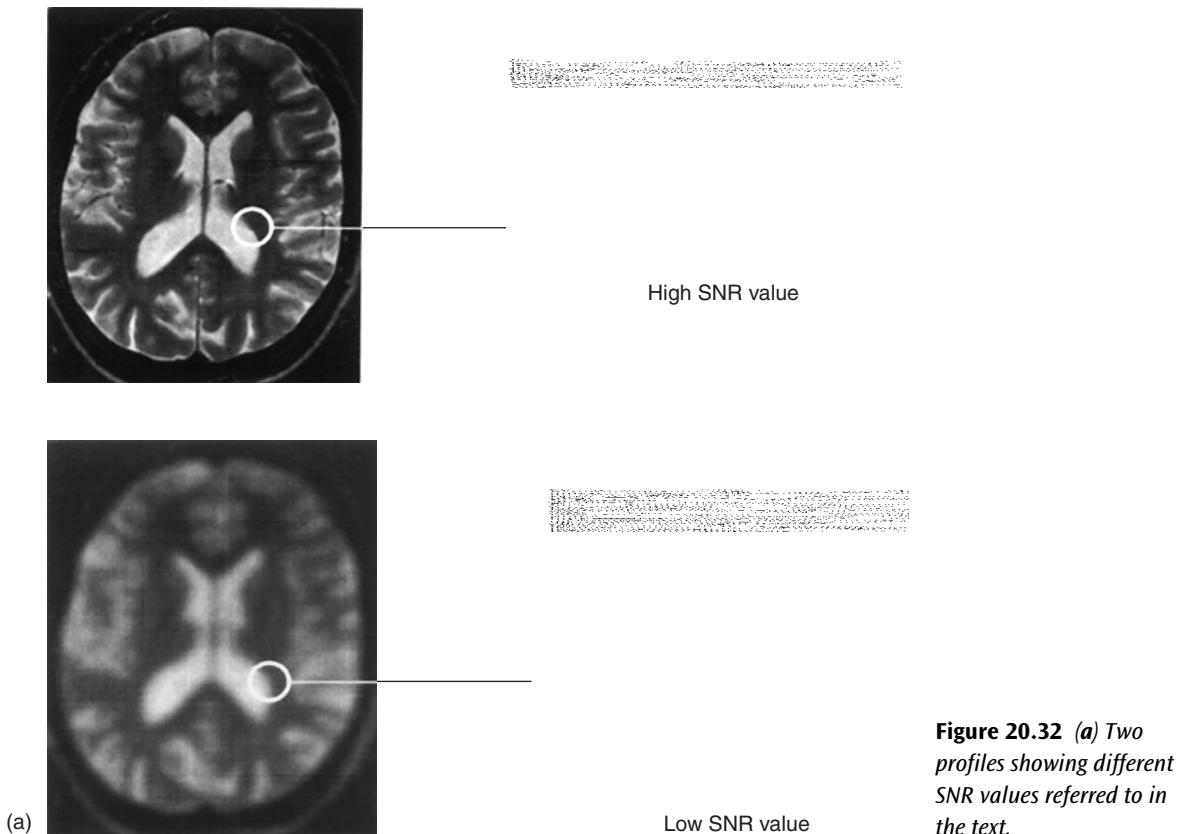 High SNR value
Figure 20.32 (a) Two
profiles showing different
SNR values referred to in
the text.
(a)
Low SNR value